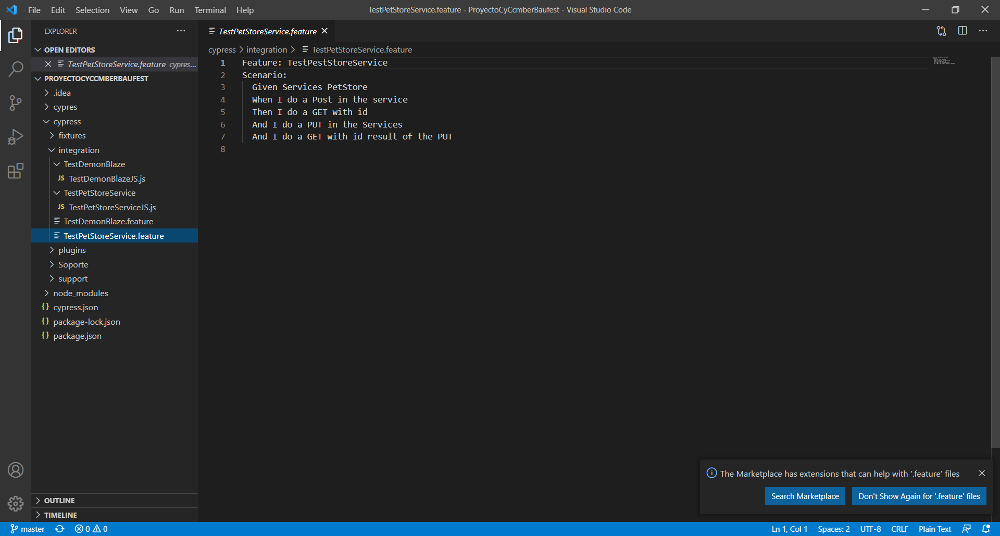 File Edit Selection View Go Run Terminal Help
TestPetStoreService.feature - ProyectoCyCcmberBaufest - Visual Studio Code
EXPLORER
OPEN EDITORS
TestPetStoreService.feature cypres...
PROYECTOCYCCMBERBAUFEST
.idea
cypres
cypress
fixtures
integration
TestDemonBlaze
JS TestDemonBlazeJS.js
TestPetStoreService
JS TestPetStoreServiceJS.js
TestDemonBlaze.feature
TestPetStoreService.feature
plugins
Soporte
support
node_modules
{} cypress.json
{} package-lock.json
{} package.json
OUTLINE
TIMELINE
TestPetStoreService.feature
cypress > integration > TestPetStoreService.feature
1 Feature: TestPestStoreService
2 Scenario:
3 Given Services PetStore
4 When I do a Post in the service
5 Then I do a GET with id
6 And I do a PUT in the Services
7 And I do a GET with id result of the PUT
8
The Marketplace has extensions that can help with '.feature' files
Search Marketplace
Don't Show Again for '.feature' files
master 0 0
Ln 1, Col 1 Spaces: 2 UTF-8 CRLF Plain Text